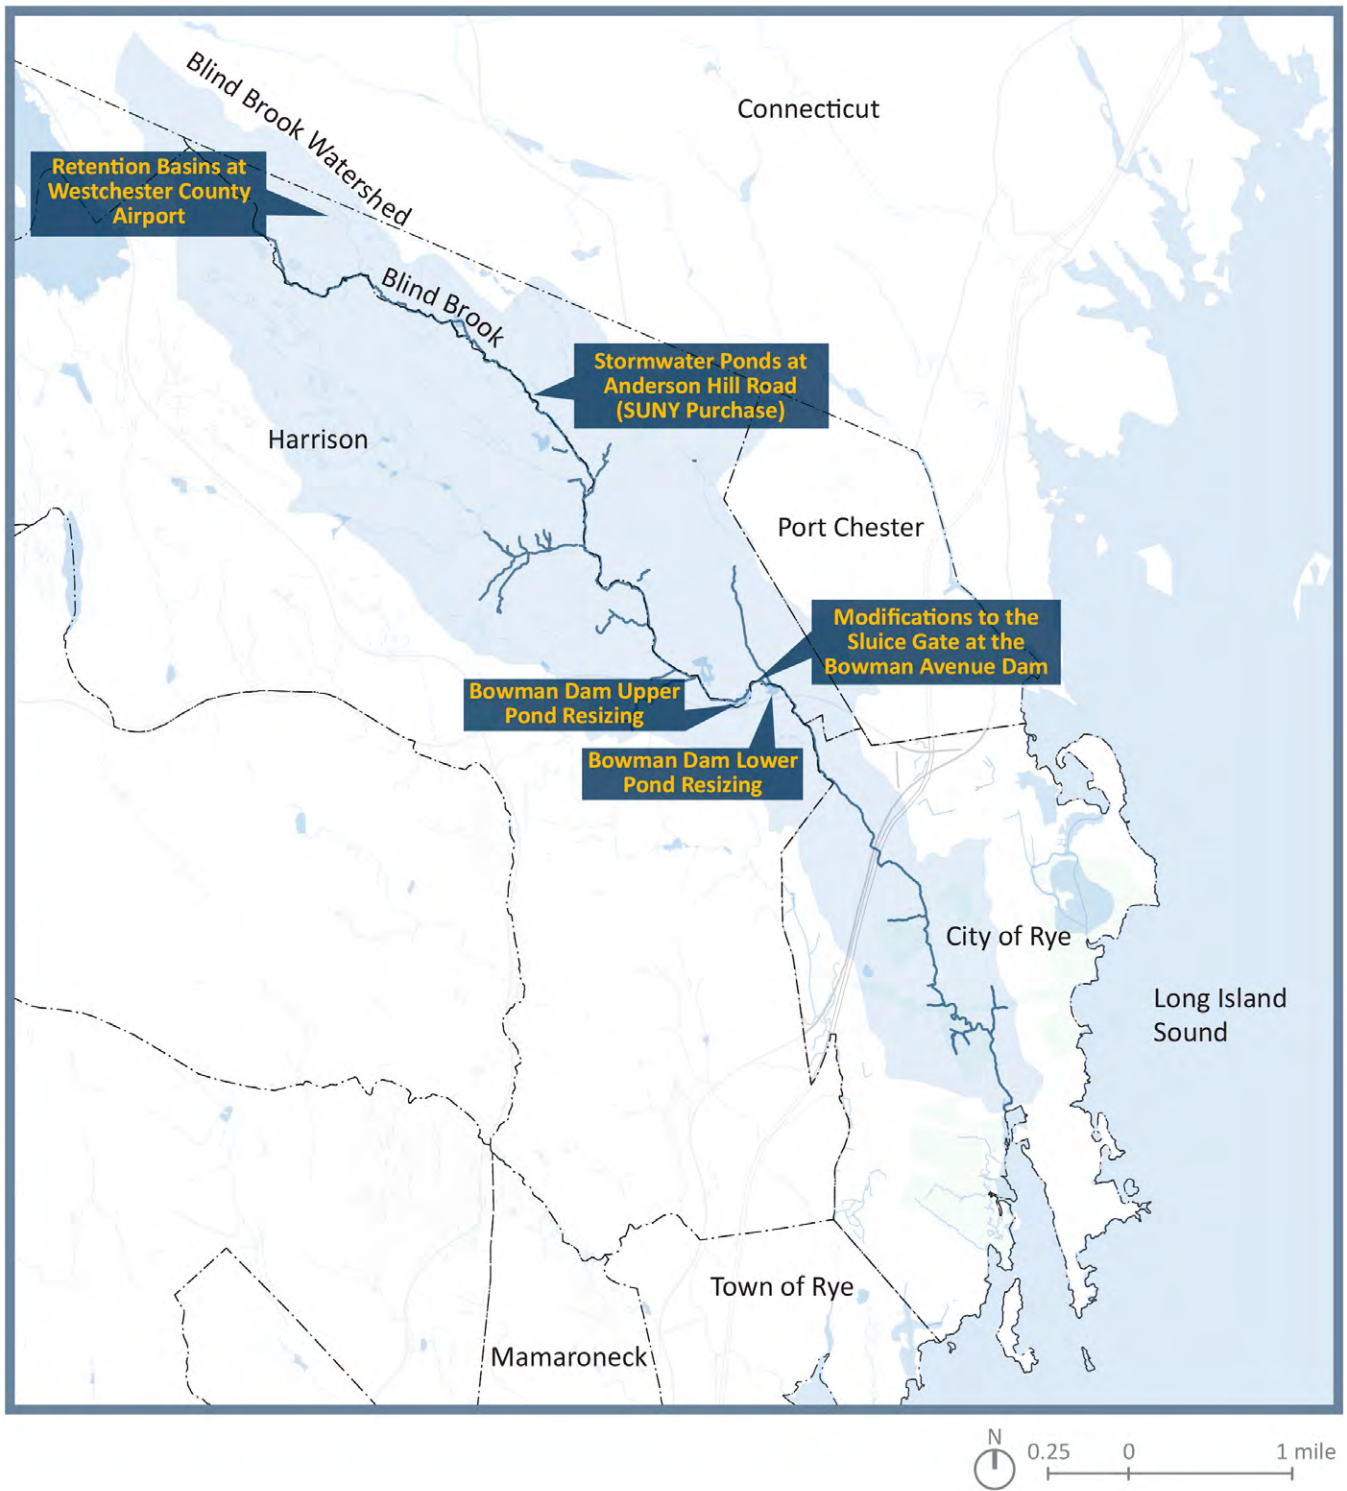 Blind Brook Watershed
Connecticut
Retention Basins at
Westchester County
Airport
Blind Brook
Stormwater Ponds at
Anderson Hill Road
(SUNY Purchase)
Harrison
Port Chester
Modifications to the
Sluice Gate at the
Bowman Avenue Dam
Bowman Dam Upper
Pond Resizing
Bowman Dam Lower
Pond Resizing
City of Rye
Long Island
Sound
Town of Rye
Mamaroneck
N
0.25 0 1 mile